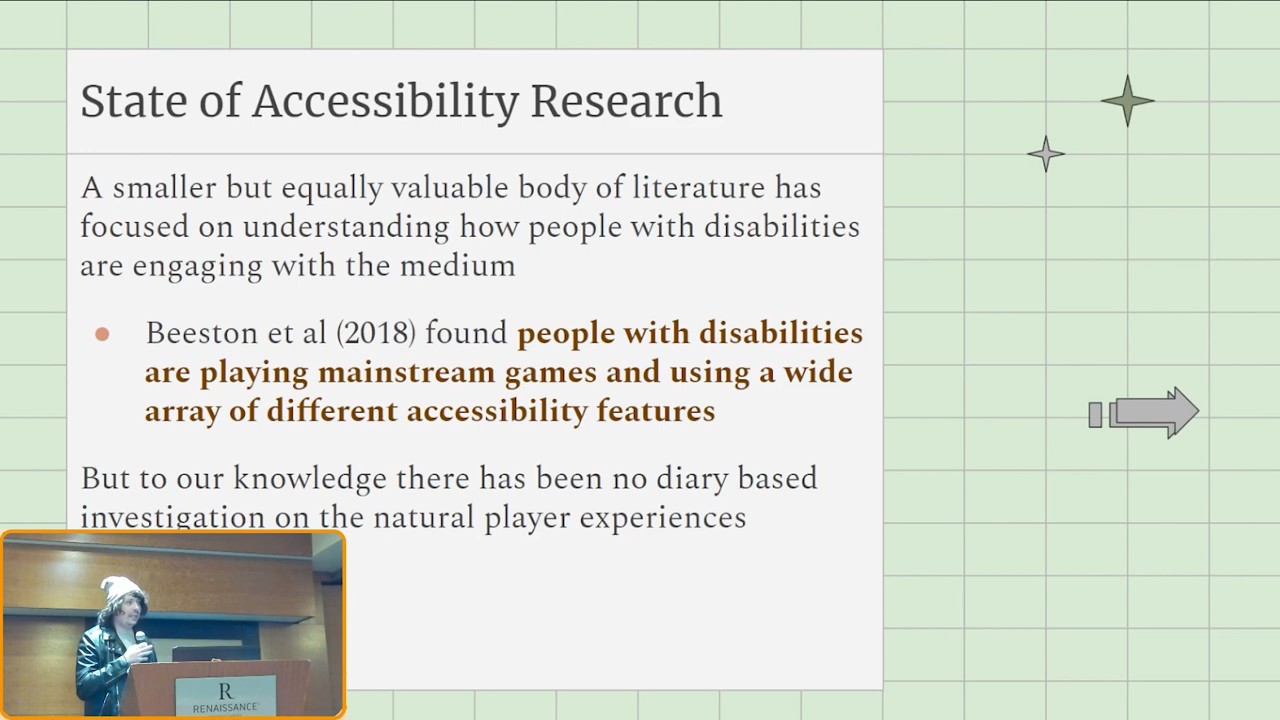 State of Accessibility Research
A smaller but equally valuable body of literature has
focused on understanding how people with disabilities
are engaging with the medium
Beeston et al (2018) found people with disabilities
are playing mainstream games and using a wide
array of different accessibility features
But to our knowledge there has been no diary based
investigation on the natural player experiences
R
RENAISSANCE